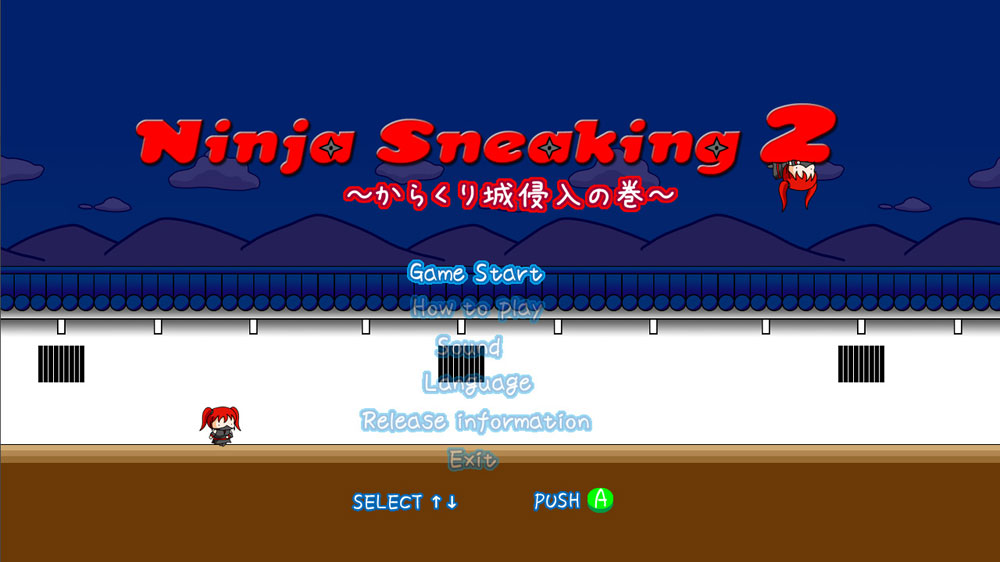 Ninja Sneaking 2
～からくり城侵入の巻～
Game Start
How to play
Sound
Language
Release information
Exit
SELECT ↑↓ PUSH A